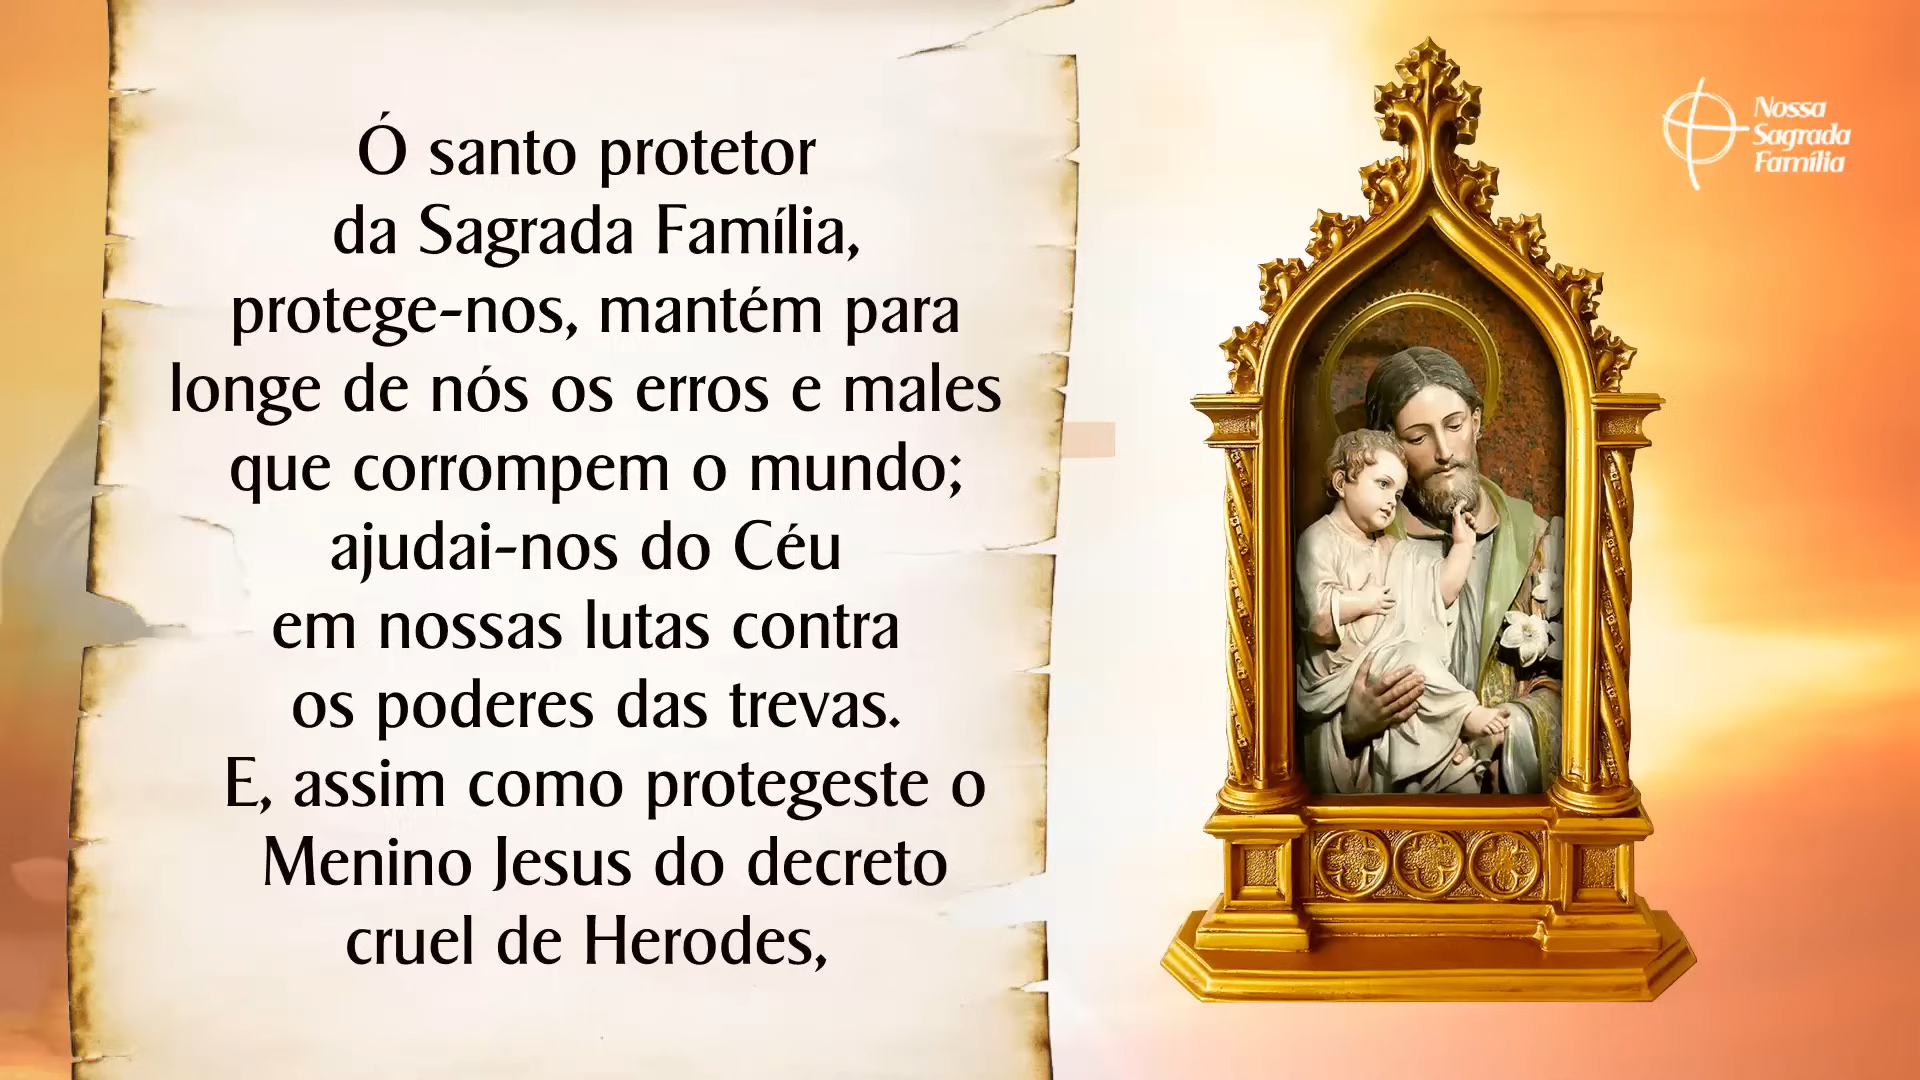 Ó santo protetor
da Sagrada Família,
protege-nos, mantém para
longe de nós os erros e males
que corrompem o mundo;
ajudai-nos do Céu
em nossas lutas contra
os poderes das trevas.
E, assim como protegeste o
Menino Jesus do decreto
cruel de Herodes,
Nossa
Sagrada
Família